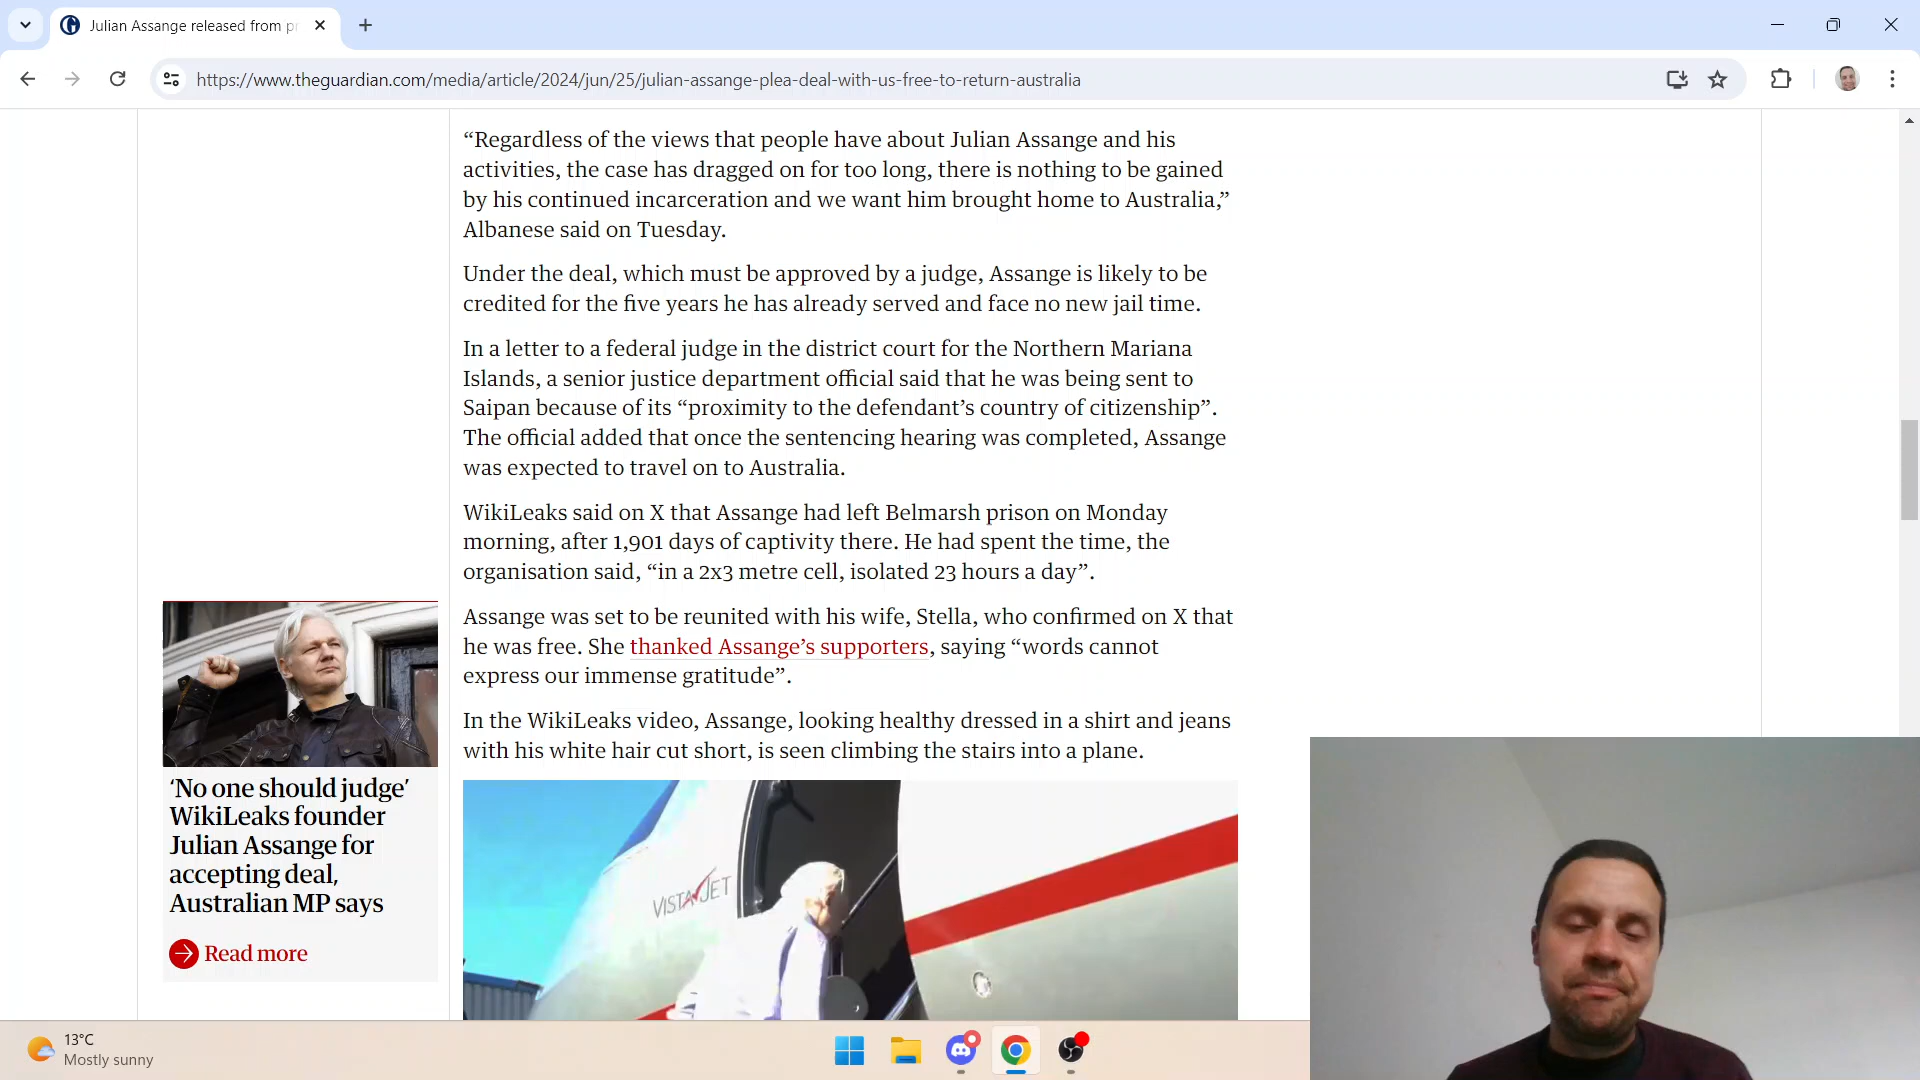 Julian Assange released from pr
https://www.theguardian.com/media/article/2024/jun/25/julian-assange-plea-deal-with-us-free-to-return-australia
“Regardless of the views that people have about Julian Assange and his
activities, the case has dragged on for too long, there is nothing to be gained
by his continued incarceration and we want him brought home to Australia,”
Albanese said on Tuesday.
Under the deal, which must be approved by a judge, Assange is likely to be
credited for the five years he has already served and face no new jail time.
In a letter to a federal judge in the district court for the Northern Mariana
Islands, a senior justice department official said that he was being sent to
Saipan because of its “proximity to the defendant’s country of citizenship”.
The official added that once the sentencing hearing was completed, Assange
was expected to travel on to Australia.
WikiLeaks said on X that Assange had left Belmarsh prison on Monday
morning, after 1,901 days of captivity there. He had spent the time, the
organisation said, “in a 2x3 metre cell, isolated 23 hours a day”.
Assange was set to be reunited with his wife, Stella, who confirmed on X that
he was free. She thanked Assange’s supporters, saying “words cannot
express our immense gratitude”.
In the WikiLeaks video, Assange, looking healthy dressed in a shirt and jeans
with his white hair cut short, is seen climbing the stairs into a plane.
‘No one should judge’
WikiLeaks founder
Julian Assange for
accepting deal,
Australian MP says
Read more
VISTAJET
13°C
Mostly sunny